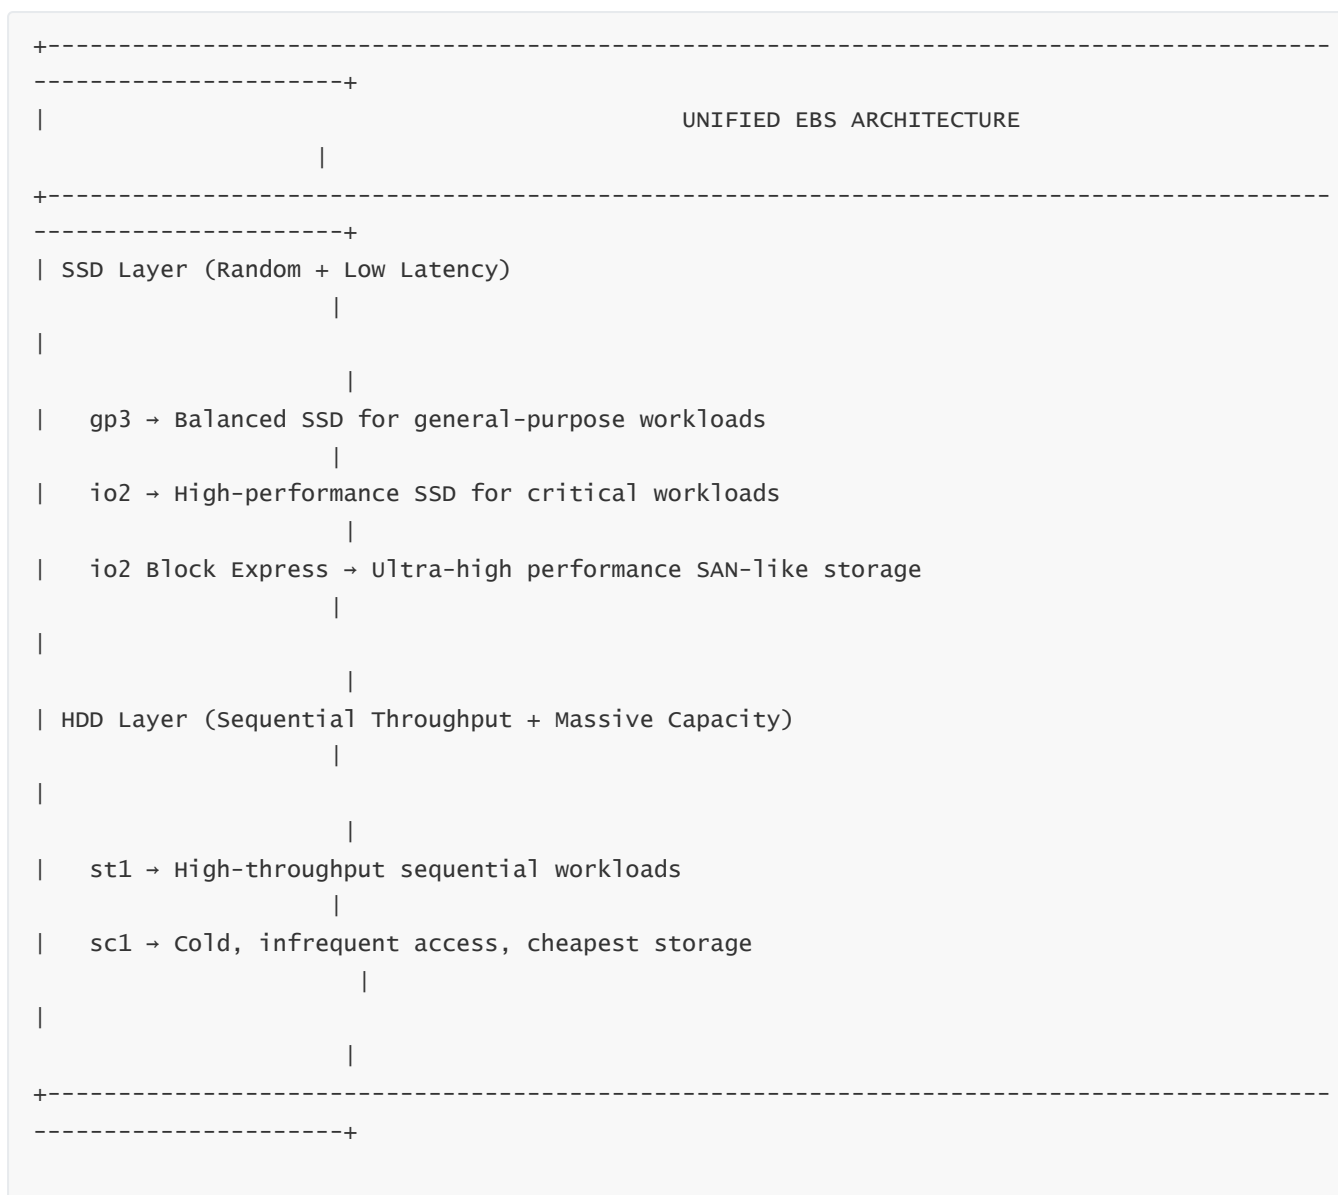 +-------------------------------------------------------------------------------------------
----------------------+
|                                             UNIFIED EBS ARCHITECTURE
                    |
+-------------------------------------------------------------------------------------------
----------------------+
| SSD Layer (Random + Low Latency)
                     |
|
                      |
|   gp3 → Balanced SSD for general-purpose workloads
                     |
|   io2 → High-performance SSD for critical workloads
                      |
|   io2 Block Express → Ultra-high performance SAN-like storage
                     |
|
                      |
| HDD Layer (Sequential Throughput + Massive Capacity)
                     |
|
                      |
|   st1 → High-throughput sequential workloads
                     |
|   sc1 → Cold, infrequent access, cheapest storage
                       |
|
                      |
+-------------------------------------------------------------------------------------------
----------------------+